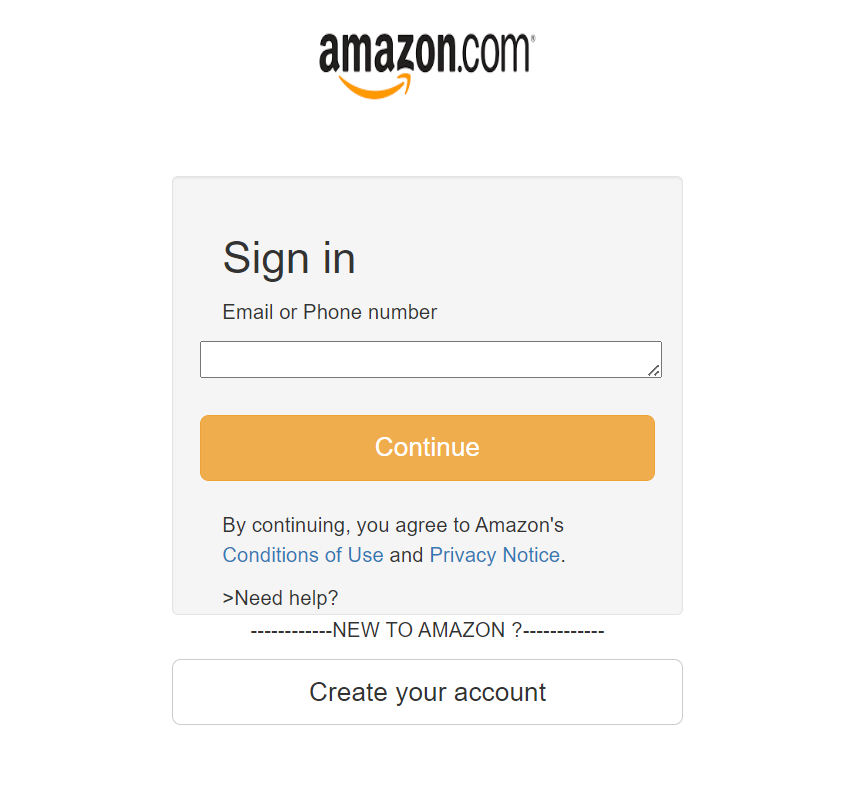 amazon.com®
Sign in
Email or Phone number
Continue
By continuing, you agree to Amazon's
Conditions of Use and Privacy Notice.
>Need help?
------------NEW TO AMAZON ?------------
Create your account